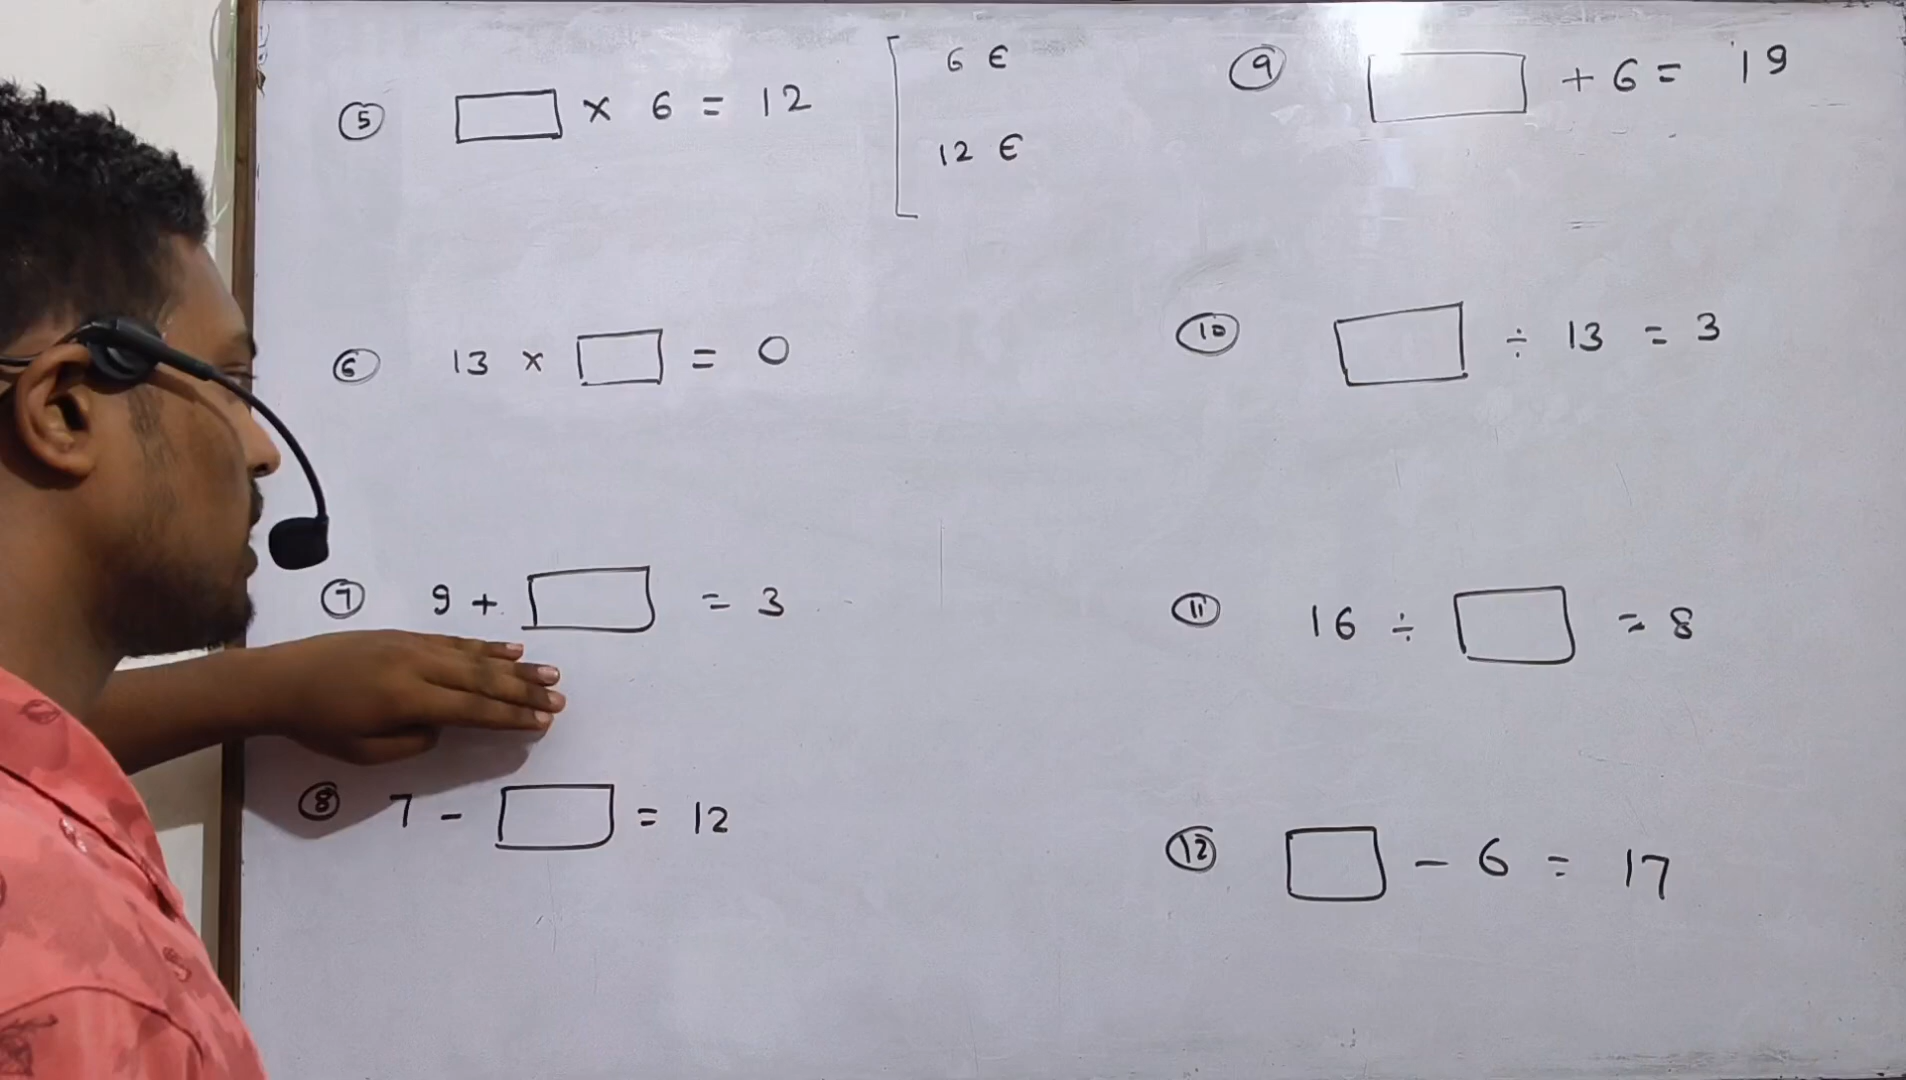 ⑤ □ × 6 = 12
6 €
12 €
⑥ 13 × □ = 0
⑦ 9 + □ = 3
⑧ 7 - □ = 12
⑨ □ + 6 = 19
⑩ □ ÷ 13 = 3
⑪ 16 ÷ □ = 8
⑫ □ - 6 = 17